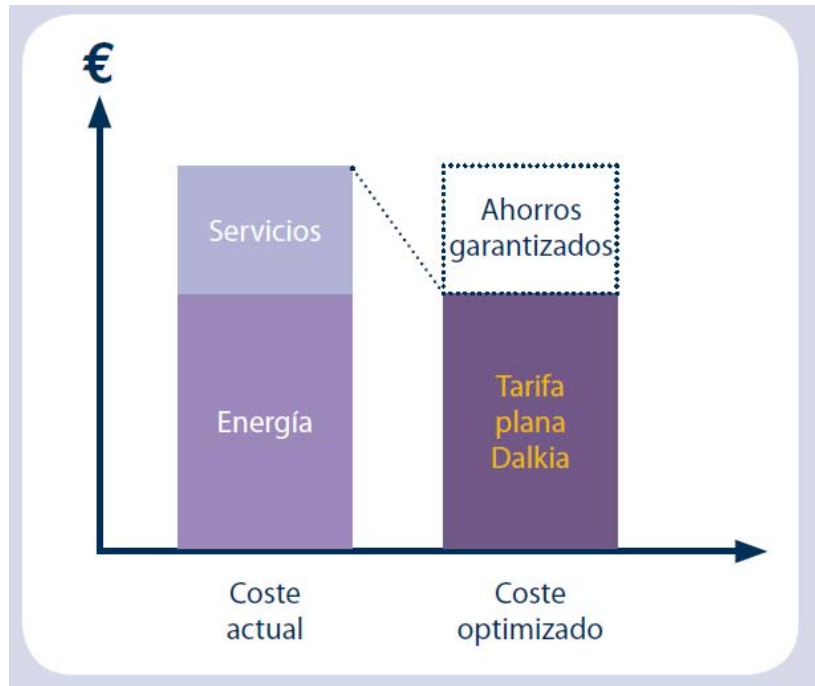 €
Servicios
Energía
Ahorros
garantizados
Tarifa
plana
Dalkia
Coste
actual
Coste
optimizado